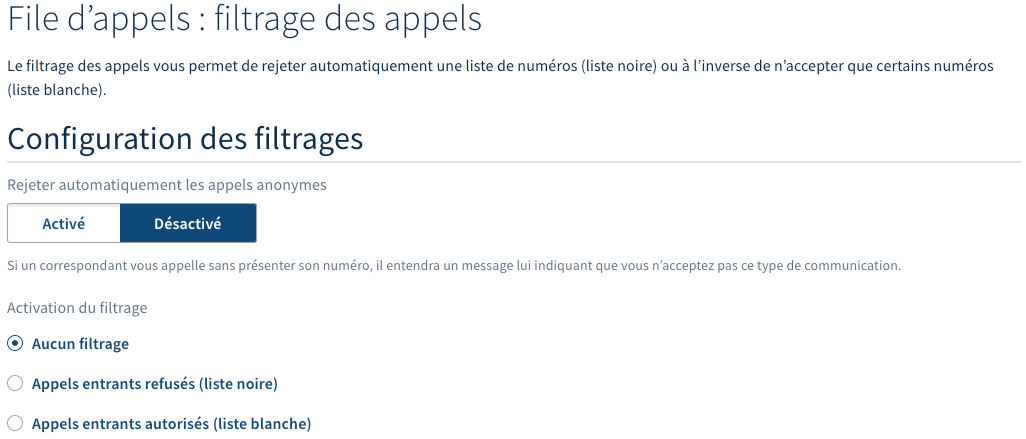 File d’appels : filtrage des appels
Le filtrage des appels vous permet de rejeter automatiquement une liste de numéros (liste noire) ou à l’inverse de n’accepter que certains numéros
(liste blanche).
Configuration des filtrages
Rejeter automatiquement les appels anonymes
Activé Désactivé
Si un correspondant vous appelle sans présenter son numéro, il entendra un message lui indiquant que vous n’acceptez pas ce type de communication.
Activation du filtrage
Aucun filtrage
Appels entrants refusés (liste noire)
Appels entrants autorisés (liste blanche)